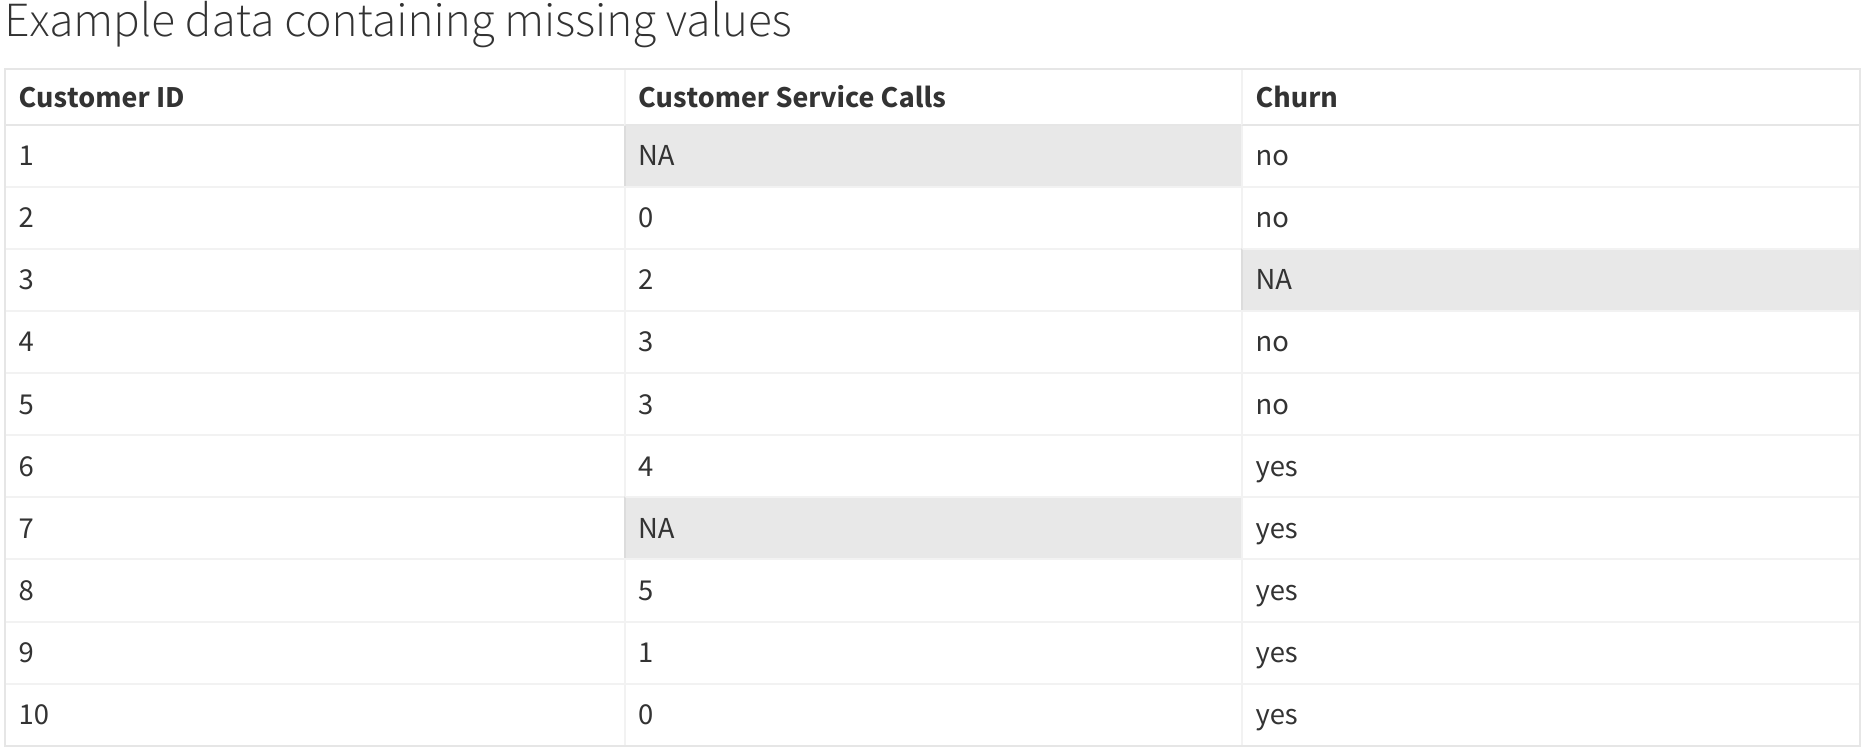 Example data containing missing values
Customer ID Customer Service Calls Churn
1 NA no
2 0 no
3 2 NA
4 3 no
5 3 no
6 4 yes
7 NA yes
8 5 yes
9 1 yes
10 0 yes